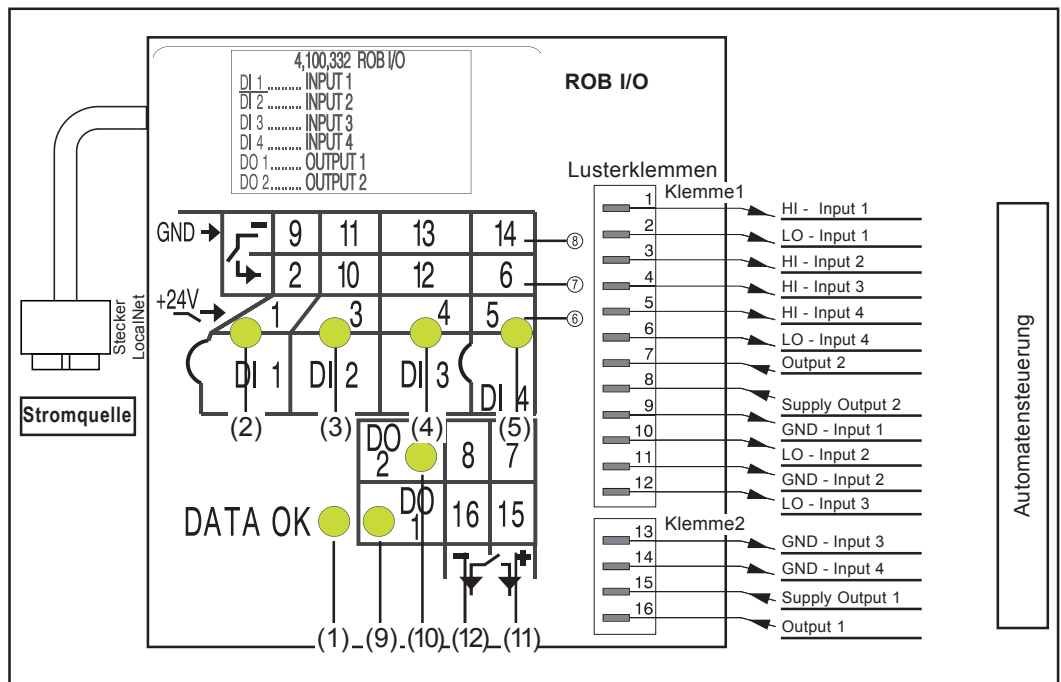 4,100,332 ROB I/O
DI 1 ......... INPUT 1
DI 2 ......... INPUT 2
DI 3 ......... INPUT 3
DI 4 ......... INPUT 4
DO 1 ......... OUTPUT 1
DO 2 ......... OUTPUT 2
ROB I/O
Lusterklemmen
Klemme1
1 HI - Input 1
2 LO - Input 1
3 HI - Input 2
4 HI - Input 3
5 HI - Input 4
6 LO - Input 4
7 Output 2
8 Supply Output 2
9 GND - Input 1
10 LO - Input 2
11 GND - Input 2
12 LO - Input 3
Klemme2
13 GND - Input 3
14 GND - Input 4
15 Supply Output 1
16 Output 1
Automatensteuerung
Stecker
LocalNet
Stromquelle
GND 9 11 13 14 8
2 10 12 6 7
+24V 1 3 4 5 6
DI 1 DI 2 DI 3 DI 4
(2) (3) (4) (5)
DO 2 8 7
DATA OK DO 1 16 15
- +
(1) (9) (10) (12) (11)